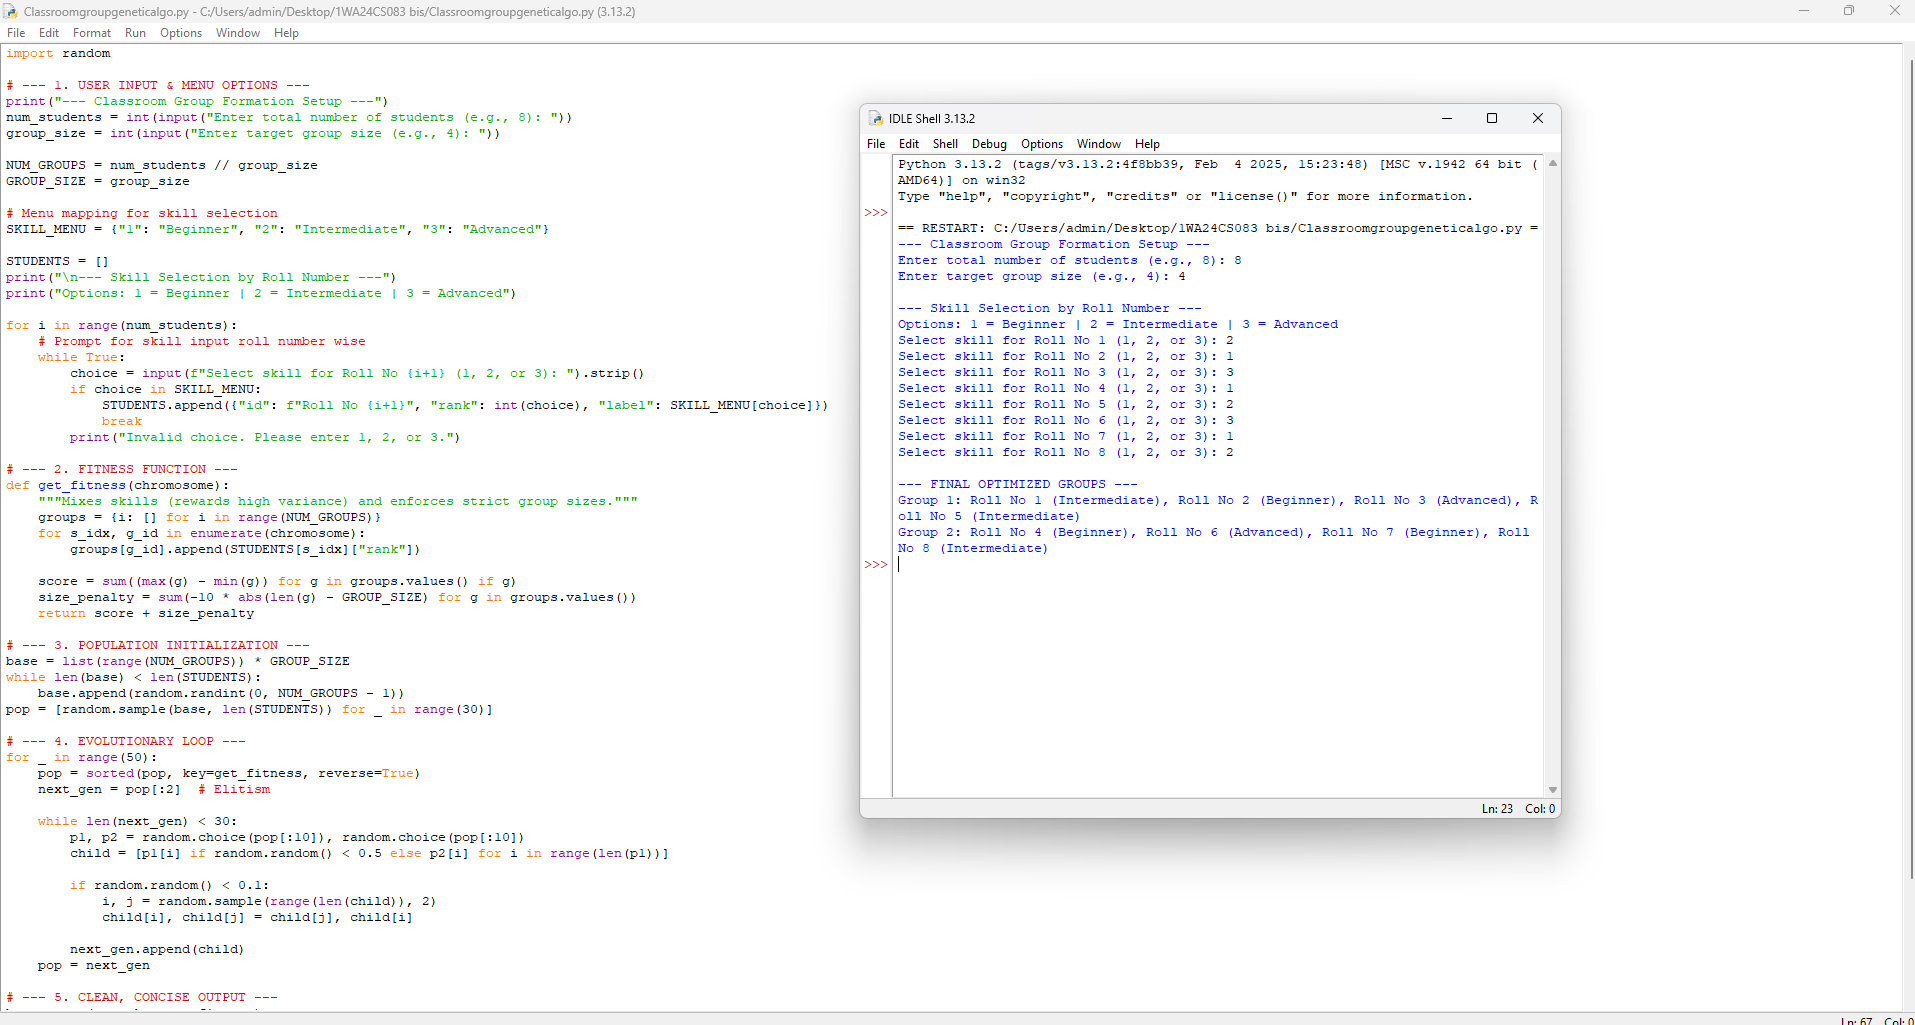 Classroomgroupgeneticalgo.py - C:/Users/admin/Desktop/1WA24CS083 bis/Classroomgroupgeneticalgo.py (3.13.2)
File Edit Format Run Options Window Help
import random
# --- 1. USER INPUT & MENU OPTIONS ---
print("--- Classroom Group Formation Setup ---")
num_students = int(input("Enter total number of students (e.g., 8): "))
group_size = int(input("Enter target group size (e.g., 4): "))
NUM_GROUPS = num_students // group_size
GROUP_SIZE = group_size
# Menu mapping for skill selection
SKILL_MENU = {"1": "Beginner", "2": "Intermediate", "3": "Advanced"}
STUDENTS = []
print("\n--- Skill Selection by Roll Number ---")
print("Options: 1 = Beginner | 2 = Intermediate | 3 = Advanced")
for i in range(num_students):
    # Prompt for skill input roll number wise
    while True:
        choice = input(f"Select skill for Roll No {i+1} (1, 2, or 3): ").strip()
        if choice in SKILL_MENU:
            STUDENTS.append({"id": f"Roll No {i+1}", "rank": int(choice), "label": SKILL_MENU[choice]})
            break
        print("Invalid choice. Please enter 1, 2, or 3.")
# --- 2. FITNESS FUNCTION ---
def get_fitness(chromosome):
    """Mixes skills (rewards high variance) and enforces strict group sizes."""
    groups = {i: [] for i in range(NUM_GROUPS)}
    for s_idx, g_id in enumerate(chromosome):
        groups[g_id].append(STUDENTS[s_idx]["rank"])
    score = sum((max(g) - min(g)) for g in groups.values() if g)
    size_penalty = sum(-10 * abs(len(g) - GROUP_SIZE) for g in groups.values())
    return score + size_penalty
# --- 3. POPULATION INITIALIZATION ---
base = list(range(NUM_GROUPS)) * GROUP_SIZE
while len(base) < len(STUDENTS):
    base.append(random.randint(0, NUM_GROUPS - 1))
pop = [random.sample(base, len(STUDENTS)) for _ in range(30)]
# --- 4. EVOLUTIONARY LOOP ---
for _ in range(50):
    pop = sorted(pop, key=get_fitness, reverse=True)
    next_gen = pop[:2]  # Elitism
    while len(next_gen) < 30:
        p1, p2 = random.choice(pop[:10]), random.choice(pop[:10])
        child = [p1[i] if random.random() < 0.5 else p2[i] for i in range(len(p1))]
        if random.random() < 0.1:
            i, j = random.sample(range(len(child)), 2)
            child[i], child[j] = child[j], child[i]
        next_gen.append(child)
    pop = next_gen
# --- 5. CLEAN, CONCISE OUTPUT ---
Ln: 67 Col: 0
IDLE Shell 3.13.2
File Edit Shell Debug Options Window Help
Python 3.13.2 (tags/v3.13.2:4f8bb39, Feb  4 2025, 15:23:48) [MSC v.1942 64 bit (
AMD64)] on win32
Type "help", "copyright", "credits" or "license()" for more information.
>>>
== RESTART: C:/Users/admin/Desktop/1WA24CS083 bis/Classroomgroupgeneticalgo.py =
--- Classroom Group Formation Setup ---
Enter total number of students (e.g., 8): 8
Enter target group size (e.g., 4): 4
--- Skill Selection by Roll Number ---
Options: 1 = Beginner | 2 = Intermediate | 3 = Advanced
Select skill for Roll No 1 (1, 2, or 3): 2
Select skill for Roll No 2 (1, 2, or 3): 1
Select skill for Roll No 3 (1, 2, or 3): 3
Select skill for Roll No 4 (1, 2, or 3): 1
Select skill for Roll No 5 (1, 2, or 3): 2
Select skill for Roll No 6 (1, 2, or 3): 3
Select skill for Roll No 7 (1, 2, or 3): 1
Select skill for Roll No 8 (1, 2, or 3): 2
--- FINAL OPTIMIZED GROUPS ---
Group 1: Roll No 1 (Intermediate), Roll No 2 (Beginner), Roll No 3 (Advanced), R
oll No 5 (Intermediate)
Group 2: Roll No 4 (Beginner), Roll No 6 (Advanced), Roll No 7 (Beginner), Roll
No 8 (Intermediate)
>>>
Ln: 23 Col: 0